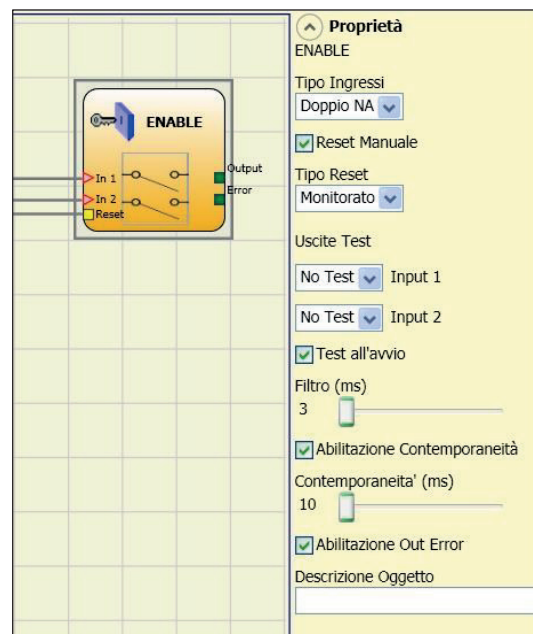 ENABLE
In 1
In 2
Reset
Output
Error
Proprietà
ENABLE
Tipo Ingressi
Doppio NA
Reset Manuale
Tipo Reset
Monitorato
Uscite Test
No Test Input 1
No Test Input 2
Test all'avvio
Filtro (ms)
3
Abilitazione Contemporaneità
Contemporaneita' (ms)
10
Abilitazione Out Error
Descrizione Oggetto